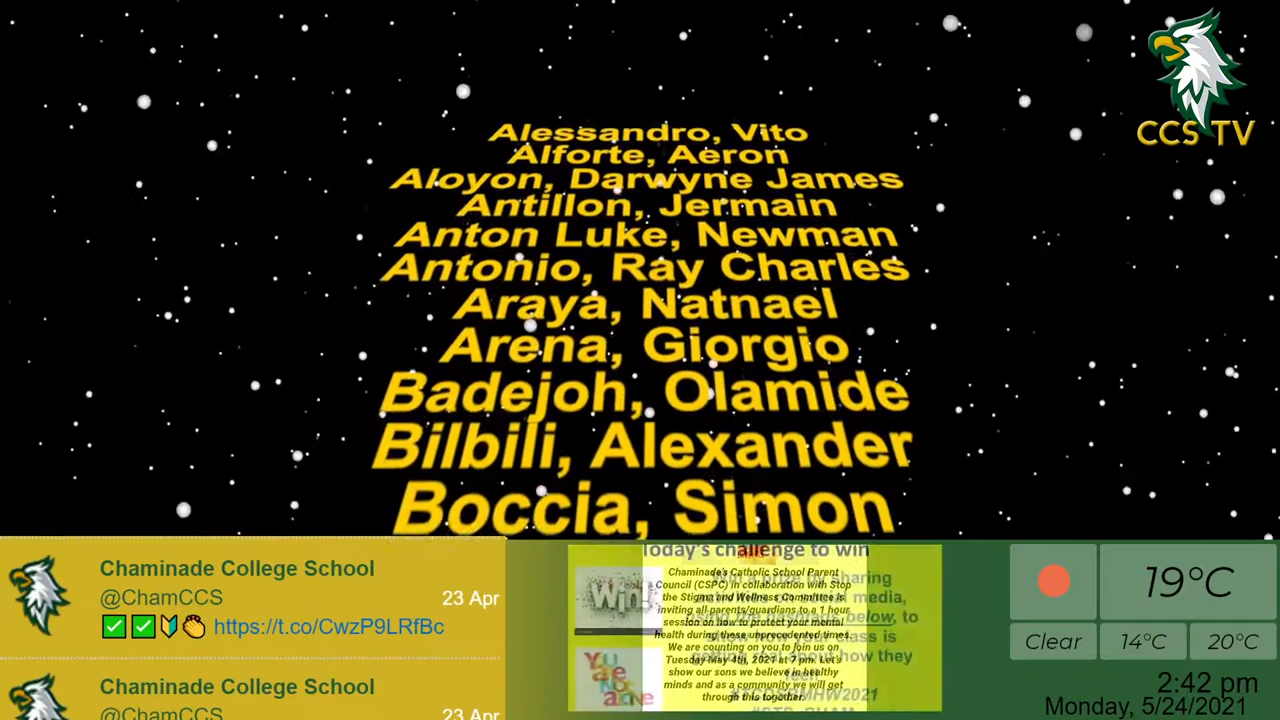 CCS TV
Alessandro, Vito
Alforte, Aeron
Aloyon, Darwyne James
Antillon, Jermain
Anton Luke, Newman
Antonio, Ray Charles
Araya, Natnael
Arena, Giorgio
Badejoh, Olamide
Bilbili, Alexander
Boccia, Simon
Chaminade College School
@ChamCCS
23 Apr
✅✅🔰👏 https://t.co/CwzP9LRfBc
Chaminade College School
@ChamCCS
23 Apr
Today's challenge to win
Win
You are not alone
Chaminade's Catholic School Parent
Council (CSPC) in collaboration with Stop
the Stigma and Wellness Committee is
inviting all parents/guardians to a 1 hour
session on how to protect your mental
health during these unprecedented times.
We are counting on you to join us on
Tuesday May 4th, 2021 at 7 pm. Let's
show our sons we believe in healthy
minds and as a community we will get
through this together.
19°C
Clear
14°C
20°C
2:42 pm
Monday, 5/24/2021